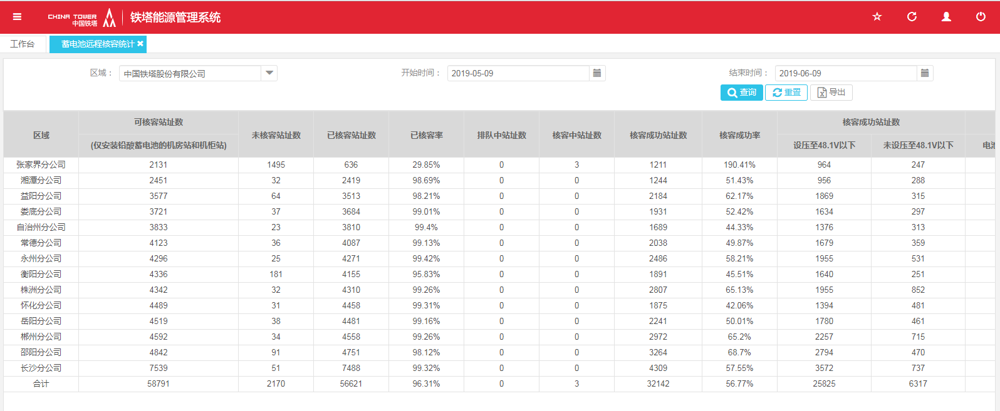 CHINA TOWER
中国铁塔
铁塔能源管理系统
工作台 蓄电池远程核容统计
区域： 中国铁塔股份有限公司 开始时间： 2019-05-09 结束时间： 2019-06-09
查询 重置 导出
区域 可核容站址数 未核容站址数 已核容站址数 已核容率 排队中站址数 核容中站址数 核容成功站址数 核容成功率 核容成功站址数
(仅安装铅酸蓄电池的机房站和机柜站) 设压至48.1V以下 未设压至48.1V以下 电池
张家界分公司 2131 1495 636 29.85% 0 3 1211 190.41% 964 247
湘潭分公司 2451 32 2419 98.69% 0 0 1244 51.43% 956 288
益阳分公司 3577 64 3513 98.21% 0 0 2184 62.17% 1869 315
娄底分公司 3721 37 3684 99.01% 0 0 1931 52.42% 1634 297
自治州分公司 3833 23 3810 99.4% 0 0 1689 44.33% 1376 313
常德分公司 4123 36 4087 99.13% 0 0 2038 49.87% 1679 359
永州分公司 4296 25 4271 99.42% 0 0 2486 58.21% 1955 531
衡阳分公司 4336 181 4155 95.83% 0 0 1891 45.51% 1640 251
株洲分公司 4342 32 4310 99.26% 0 0 2807 65.13% 1955 852
怀化分公司 4489 31 4458 99.31% 0 0 1875 42.06% 1394 481
岳阳分公司 4519 38 4481 99.16% 0 0 2241 50.01% 1780 461
郴州分公司 4592 34 4558 99.26% 0 0 2972 65.2% 2257 715
邵阳分公司 4842 91 4751 98.12% 0 0 3264 68.7% 2794 470
长沙分公司 7539 51 7488 99.32% 0 0 4309 57.55% 3572 737
合计 58791 2170 56621 96.31% 0 3 32142 56.77% 25825 6317